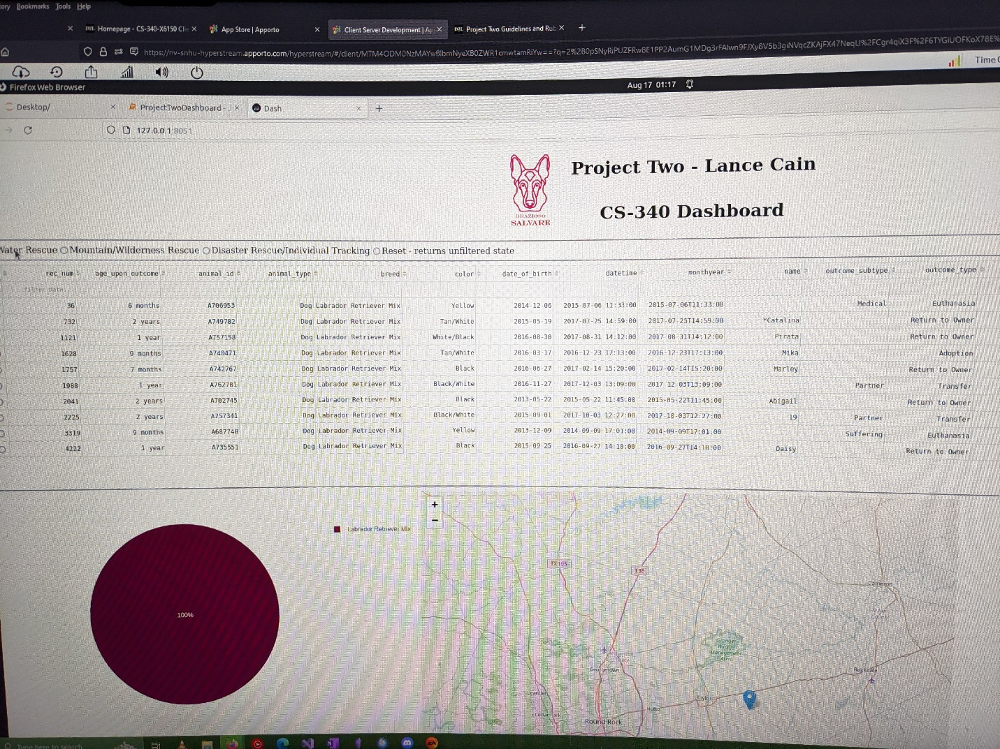 ory Bookmarks Tools Help
Homepage - CS-340-X6150 Clie
App Store | Apporto
Client Server Development | Ap
Project Two Guidelines and Rub
Time
Firefox Web Browser
Aug 17 01:17
Desktop/
ProjectTwoDashboard -
Dash
127.0.0.1:8051
Project Two - Lance Cain
CS-340 Dashboard
GRAZIOSO
SALVARE
Water Rescue Mountain/Wilderness Rescue Disaster Rescue/Individual Tracking Reset - returns unfiltered state
rec_num age_upon_outcome animal_id animal_type breed color date_of_birth datetime monthyear name outcome_subtype outcome_type
filter data...
36 6 months A706953 Dog Labrador Retriever Mix Yellow 2014-12-06 2015-07-06 11:33:00 2015-07-06T11:33:00 Medical Euthanasia
732 2 years A749782 Dog Labrador Retriever Mix Tan/White 2015-05-19 2017-07-25 14:59:00 2017-07-25T14:59:00 *Catalina Return to Owner
1121 1 year A757158 Dog Labrador Retriever Mix White/Black 2016-08-30 2017-08-31 14:12:00 2017-08-31T14:12:00 Pirata Return to Owner
1628 9 months A740471 Dog Labrador Retriever Mix Tan/White 2016-03-17 2016-12-23 17:13:00 2016-12-23T17:13:00 Mika Adoption
1757 7 months A742767 Dog Labrador Retriever Mix Black 2016-06-27 2017-02-14 15:20:00 2017-02-14T15:20:00 Marley Return to Owner
1988 1 year A762781 Dog Labrador Retriever Mix Black/White 2016-11-27 2017-12-03 13:09:00 2017-12-03T13:09:00 Partner Transfer
2041 2 years A702745 Dog Labrador Retriever Mix Black 2013-05-22 2015-05-22 11:45:00 2015-05-22T11:45:00 Abigail Return to Owner
2225 2 years A757341 Dog Labrador Retriever Mix Black/White 2015-09-01 2017-10-03 12:27:00 2017-10-03T12:27:00 19 Partner Transfer
3319 9 months A687748 Dog Labrador Retriever Mix Yellow 2013-12-09 2014-09-09 17:01:00 2014-09-09T17:01:00 Suffering Euthanasia
4222 1 year A735551 Dog Labrador Retriever Mix Black 2015-09-25 2016-09-27 14:10:00 2016-09-27T14:10:00 Daisy Return to Owner
Labrador Retriever Mix
100%
+
−
TX 195
I 35
Cameron
Milam
County
Granger
Wildlife
Management
Area
Georgetown
Rockdale
Leander
Taylor
Hutto
Cedar Park
Round Rock
Type here to search